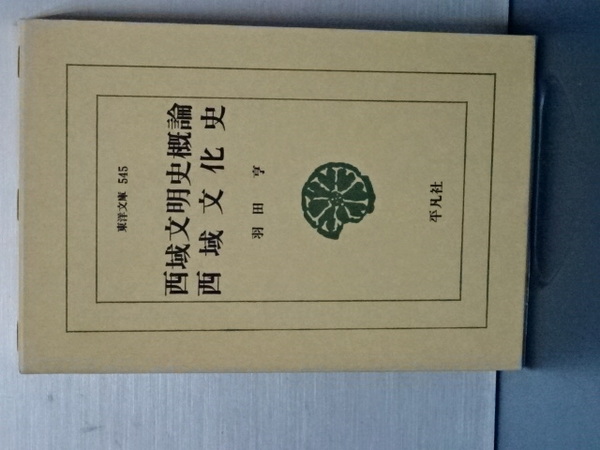 東洋文庫 545
西域文明史概論
西域文化史
羽田 亨
平凡社